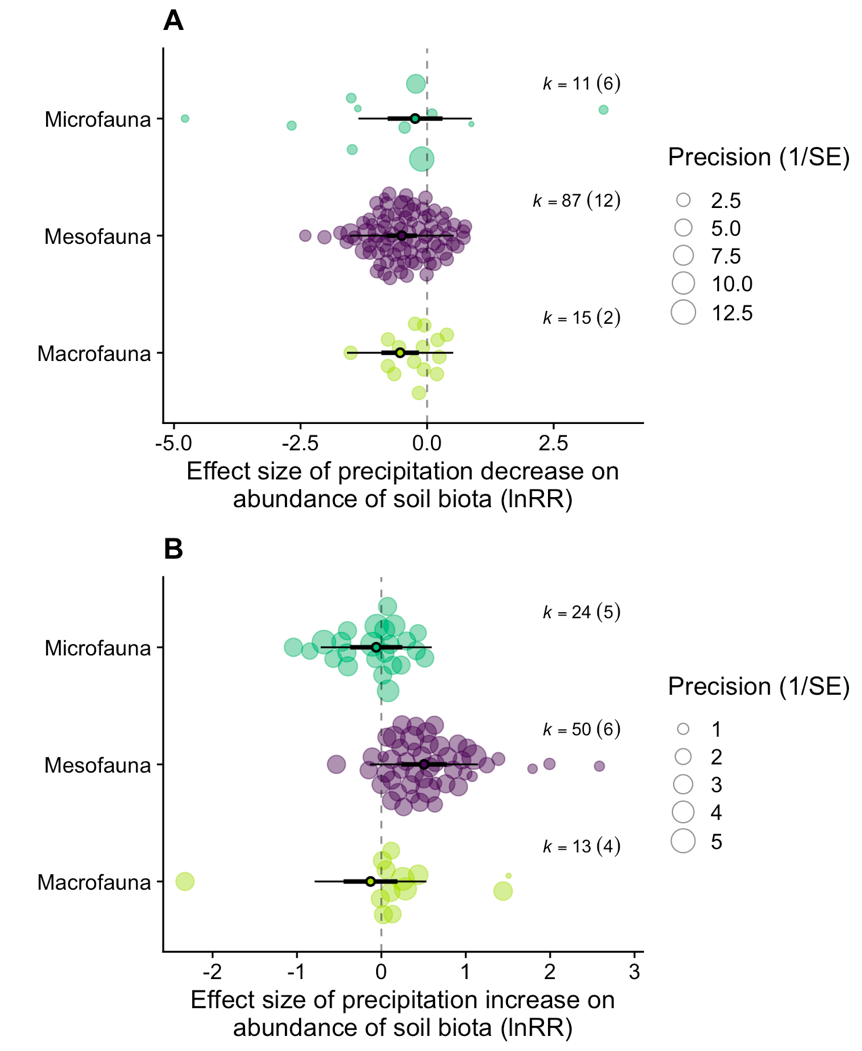 A
k = 11 (6)
Microfauna
k = 87 (12)
Mesofauna
k = 15 (2)
Macrofauna
-5.0 -2.5 0.0 2.5
Effect size of precipitation decrease on
abundance of soil biota (lnRR)
Precision (1/SE)
2.5
5.0
7.5
10.0
12.5
B
k = 24 (5)
Microfauna
k = 50 (6)
Mesofauna
k = 13 (4)
Macrofauna
-2 -1 0 1 2 3
Effect size of precipitation increase on
abundance of soil biota (lnRR)
Precision (1/SE)
1
2
3
4
5